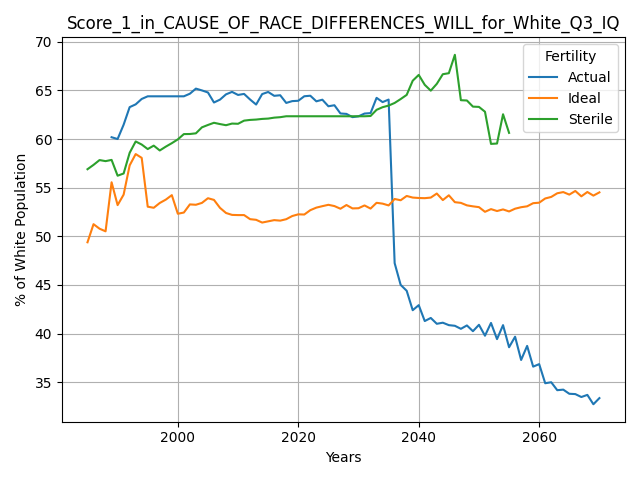 Score_1_in_CAUSE_OF_RACE_DIFFERENCES_WILL_for_White_Q3_IQ
70
65
60
55
50
45
40
35
% of White Population
Fertility
Actual
Ideal
Sterile
2000 2020 2040 2060
Years